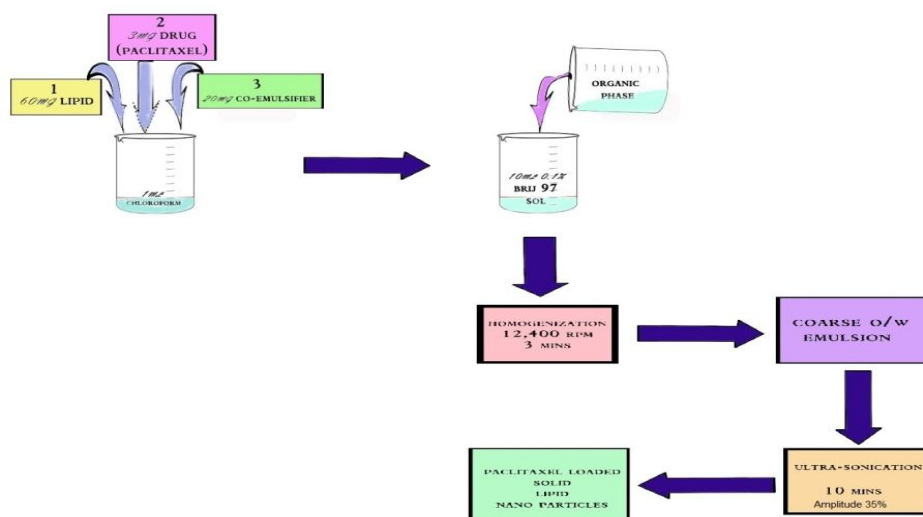 2
3mg DRUG
(PACLITAXEL)
1
60mg LIPID
3
20mg CO-EMULSIFIER
1mL
CHLOROFORM
ORGANIC
PHASE
10mL 0.1%
BRIJ 97
SOL
HOMOGENIZATION
12,400 RPM
3 MINS
COARSE O/W
EMULSION
ULTRA-SONICATION
10 MINS
Amplitude 35%
PACLITAXEL LOADED
SOLID
LIPID
NANO PARTICLES